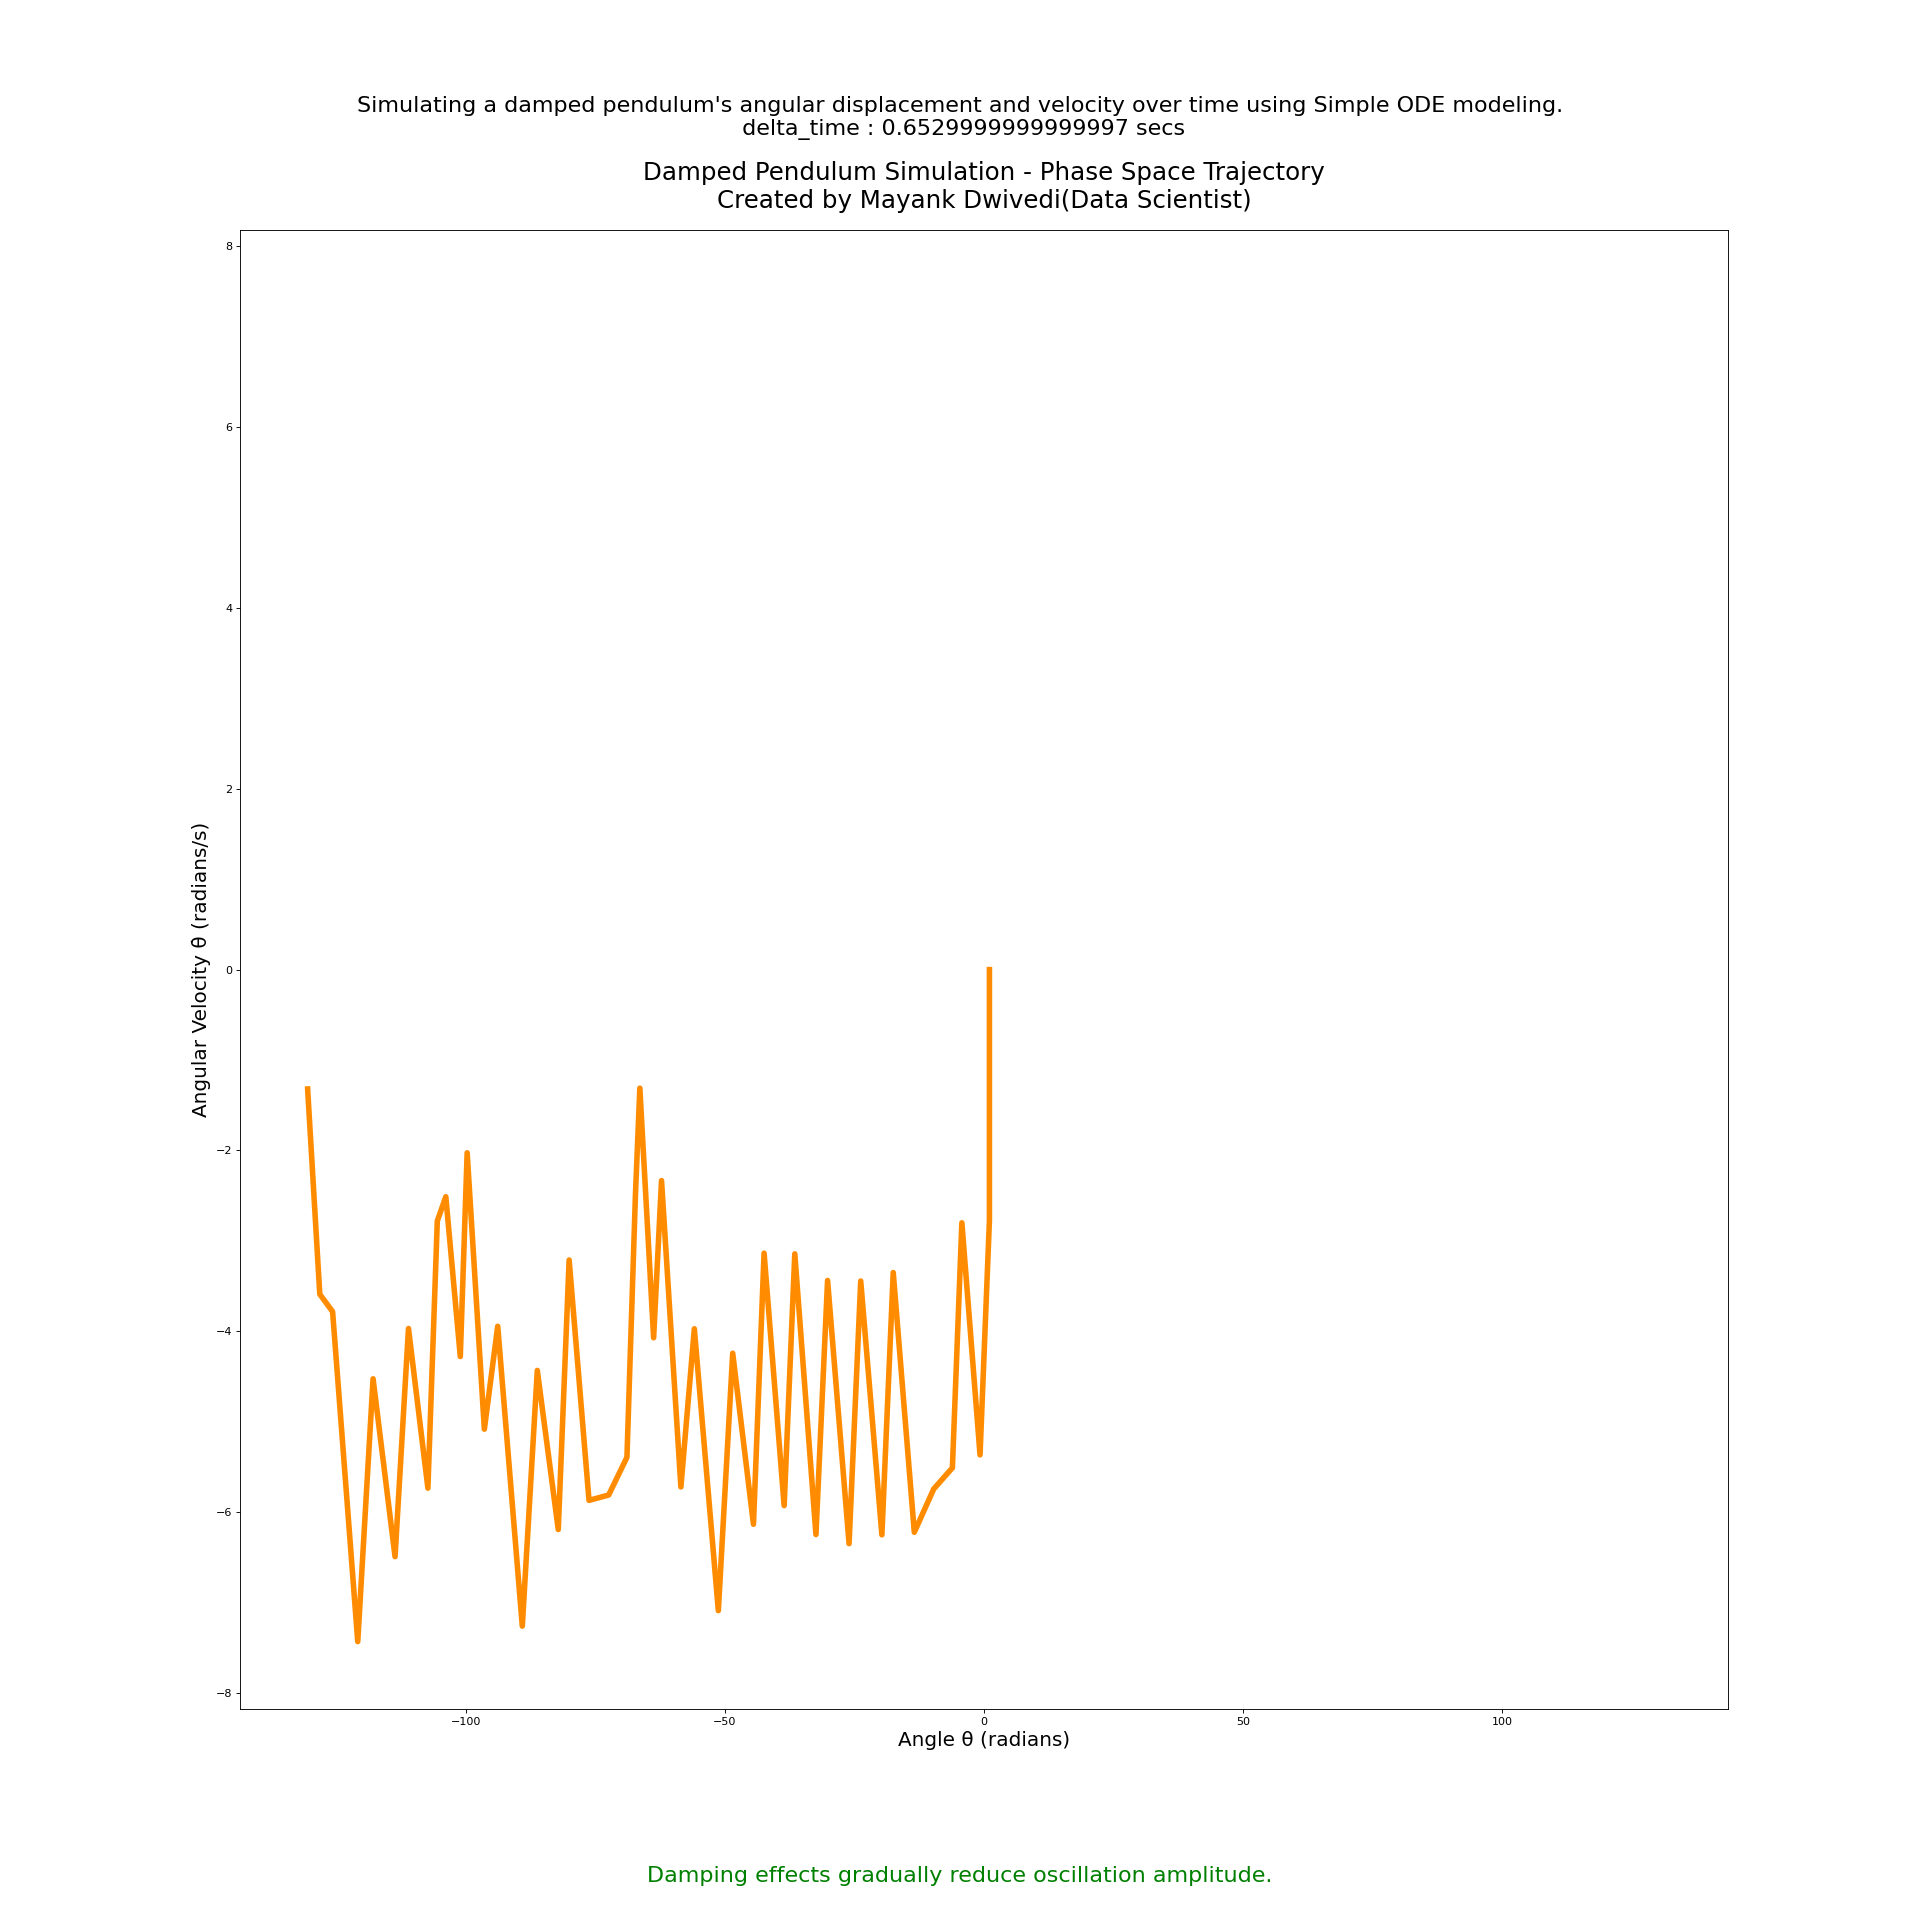 Simulating a damped pendulum's angular displacement and velocity over time using Simple ODE modeling.
delta_time : 0.6529999999999997 secs
Damped Pendulum Simulation - Phase Space Trajectory
Created by Mayank Dwivedi(Data Scientist)
8
6
4
2
0
−2
−4
−6
−8
Angular Velocity θ̇ (radians/s)
−100
−50
0
50
100
Angle θ (radians)
Damping effects gradually reduce oscillation amplitude.